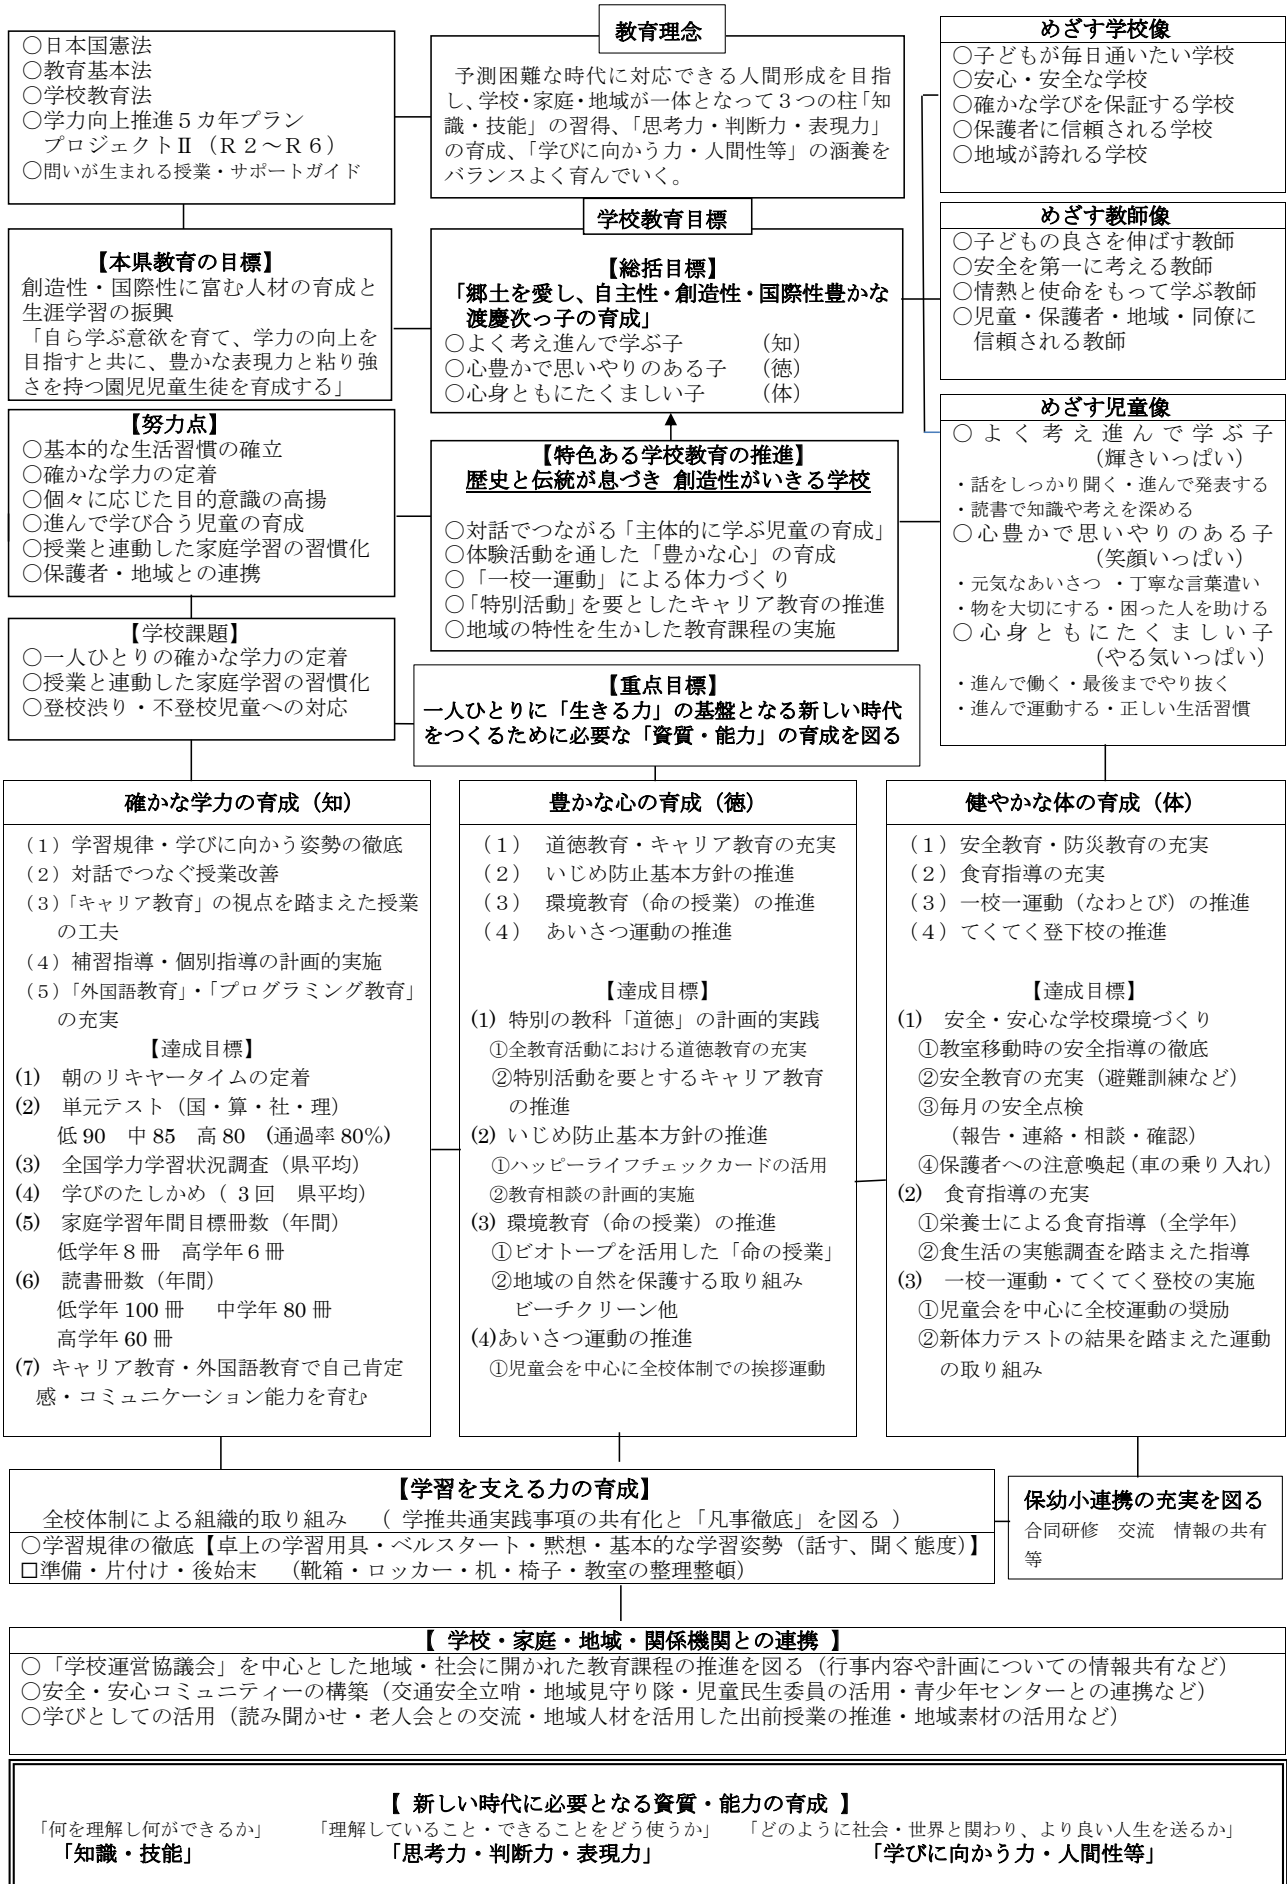 ○日本国憲法
○教育基本法
○学校教育法
○学力向上推進５カ年プラン
プロジェクトⅡ（Ｒ２～Ｒ６）
○問いが生まれる授業・サポートガイド
教育理念
予測困難な時代に対応できる人間形成を目指
し、学校・家庭・地域が一体となって３つの柱「知
識・技能」の習得、「思考力・判断力・表現力」
の育成、「学びに向かう力・人間性等」の涵養を
バランスよく育んでいく。
めざす学校像
○子どもが毎日通いたい学校
○安心・安全な学校
○確かな学びを保証する学校
○保護者に信頼される学校
○地域が誇れる学校
【本県教育の目標】
創造性・国際性に富む人材の育成と
生涯学習の振興
「自ら学ぶ意欲を育て、学力の向上を
目指すと共に、豊かな表現力と粘り強
さを持つ園児児童生徒を育成する」
学校教育目標
【総括目標】
「郷土を愛し、自主性・創造性・国際性豊かな
渡慶次っ子の育成」
○よく考え進んで学ぶ子　　　（知）
○心豊かで思いやりのある子　（徳）
○心身ともにたくましい子　　（体）
めざす教師像
○子どもの良さを伸ばす教師
○安全を第一に考える教師
○情熱と使命をもって学ぶ教師
○児童・保護者・地域・同僚に
信頼される教師
【努力点】
○基本的な生活習慣の確立
○確かな学力の定着
○個々に応じた目的意識の高揚
○進んで学び合う児童の育成
○授業と連動した家庭学習の習慣化
○保護者・地域との連携
【特色ある学校教育の推進】
歴史と伝統が息づき 創造性がいきる学校
○対話でつながる「主体的に学ぶ児童の育成」
○体験活動を通した「豊かな心」の育成
○「一校一運動」による体力づくり
○「特別活動」を要としたキャリア教育の推進
○地域の特性を生かした教育課程の実施
めざす児童像
○よく考え進んで学ぶ子
（輝きいっぱい）
・話をしっかり聞く・進んで発表する
・読書で知識や考えを深める
○心豊かで思いやりのある子
（笑顔いっぱい）
・元気なあいさつ ・丁寧な言葉遣い
・物を大切にする・困った人を助ける
○心身ともにたくましい子
（やる気いっぱい）
・進んで働く・最後までやり抜く
・進んで運動する・正しい生活習慣
【学校課題】
○一人ひとりの確かな学力の定着
○授業と連動した家庭学習の習慣化
○登校渋り・不登校児童への対応
【重点目標】
一人ひとりに「生きる力」の基盤となる新しい時代
をつくるために必要な「資質・能力」の育成を図る
確かな学力の育成（知）
（１）学習規律・学びに向かう姿勢の徹底
（２）対話でつなぐ授業改善
（３）「キャリア教育」の視点を踏まえた授業
の工夫
（４）補習指導・個別指導の計画的実施
（５）「外国語教育」・「プログラミング教育」
の充実
【達成目標】
(1)　朝のリキャータイムの定着
(2)　単元テスト（国・算・社・理）
低 90　中 85　高 80　(通過率 80%)
(3)　全国学力学習状況調査（県平均）
(4)　学びのたしかめ（ ３回　県平均）
(5)　家庭学習年間目標冊数（年間）
低学年８冊　高学年６冊
(6)　読書冊数（年間）
低学年 100 冊　　中学年 80 冊
高学年 60 冊
(7) キャリア教育・外国語教育で自己肯定
感・コミュニケーション能力を育む
豊かな心の育成（徳）
（１）　道徳教育・キャリア教育の充実
（２）　いじめ防止基本方針の推進
（３）　環境教育（命の授業）の推進
（４）　あいさつ運動の推進
【達成目標】
(1) 特別の教科「道徳」の計画的実践
①全教育活動における道徳教育の充実
②特別活動を要とするキャリア教育
の推進
(2) いじめ防止基本方針の推進
①ハッピーライフチェックカードの活用
②教育相談の計画的実施
(3) 環境教育（命の授業）の推進
①ビオトープを活用した「命の授業」
②地域の自然を保護する取り組み
ビーチクリーン他
(4)あいさつ運動の推進
①児童会を中心に全校体制での挨拶運動
健やかな体の育成（体）
（１）安全教育・防災教育の充実
（２）食育指導の充実
（３）一校一運動（なわとび）の推進
（４）てくてく登下校の推進
【達成目標】
(1)　安全・安心な学校環境づくり
①教室移動時の安全指導の徹底
②安全教育の充実（避難訓練など）
③毎月の安全点検
（報告・連絡・相談・確認）
④保護者への注意喚起（車の乗り入れ）
(2)　食育指導の充実
①栄養士による食育指導（全学年）
②食生活の実態調査を踏まえた指導
(3)　一校一運動・てくてく登校の実施
①児童会を中心に全校運動の奨励
②新体力テストの結果を踏まえた運動
の取り組み
【学習を支える力の育成】
全校体制による組織的取り組み　（ 学推共通実践事項の共有化と「凡事徹底」を図る ）
○学習規律の徹底【卓上の学習用具・ベルスタート・黙想・基本的な学習姿勢（話す、聞く態度）】
□準備・片付け・後始末　（靴箱・ロッカー・机・椅子・教室の整理整頓）
保幼小連携の充実を図る
合同研修　交流　情報の共有
等
【 学校・家庭・地域・関係機関との連携 】
○「学校運営協議会」を中心とした地域・社会に開かれた教育課程の推進を図る（行事内容や計画についての情報共有など）
○安全・安心コミュニティーの構築（交通安全立哨・地域見守り隊・児童民生委員の活用・青少年センターとの連携など）
○学びとしての活用（読み聞かせ・老人会との交流・地域人材を活用した出前授業の推進・地域素材の活用など）
【 新しい時代に必要となる資質・能力の育成 】
「何を理解し何ができるか」　「理解していること・できることをどう使うか」　「どのように社会・世界と関わり、より良い人生を送るか」
「知識・技能」　「思考力・判断力・表現力」　「学びに向かう力・人間性等」